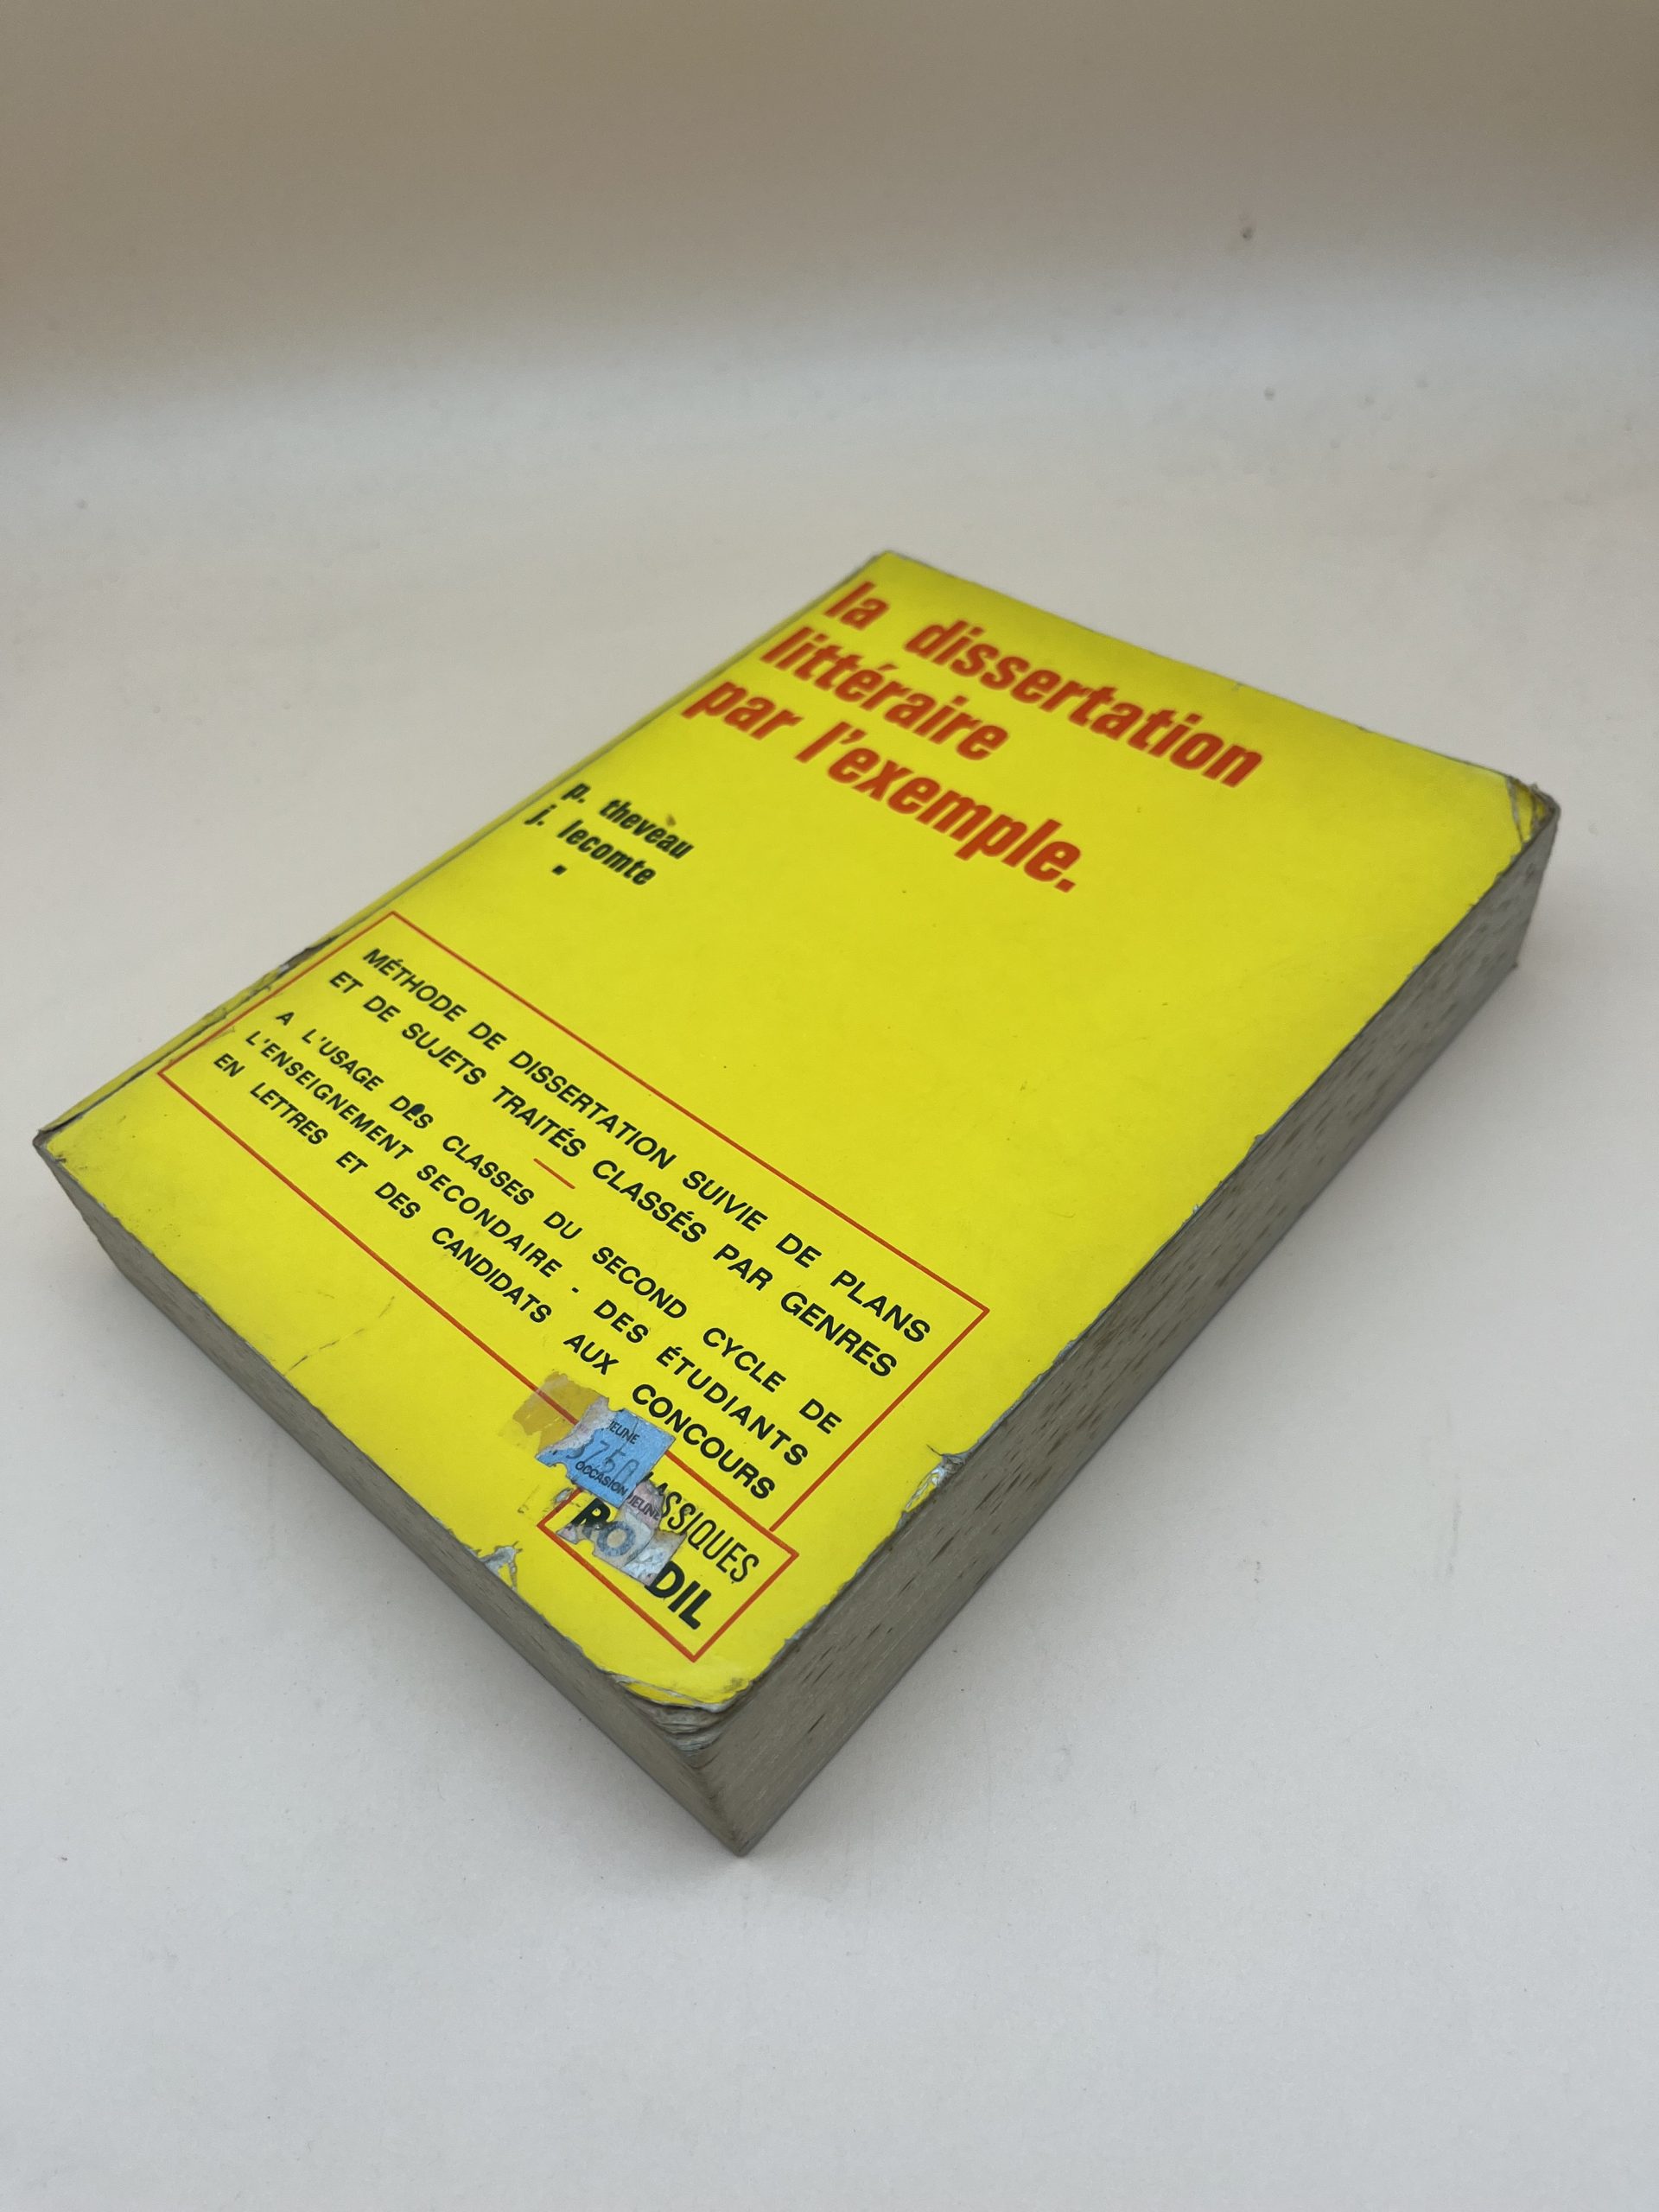 la dissertation
littéraire
par l'exemple.
p. theveau
j. lecomte
MÉTHODE DE DISSERTATION SUIVIE DE PLANS
ET DE SUJETS TRAITÉS CLASSÉS PAR GENRES
A L'USAGE DES CLASSES DU SECOND CYCLE DE
L'ENSEIGNEMENT SECONDAIRE - DES ÉTUDIANTS
EN LETTRES ET DES CANDIDATS AUX CONCOURS
JEUNE
OCCASION
JEUNE